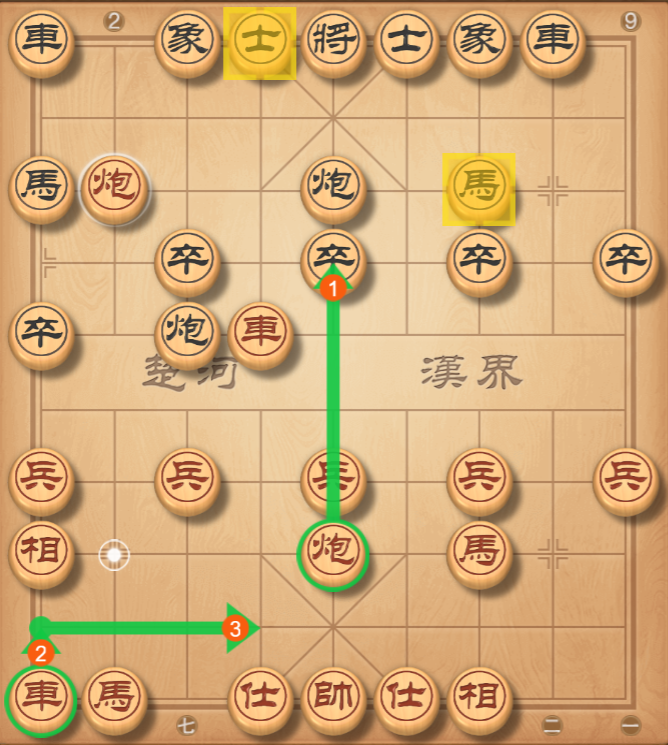 2 9
車 象 士 將 士 象 車
馬 炮 炮 馬
卒 卒 卒 卒
1
卒 炮 車
楚河 漢界
兵 兵 兵 兵 兵
相 炮 馬
3
2
車 馬 仕 帥 仕 相
七 二 一